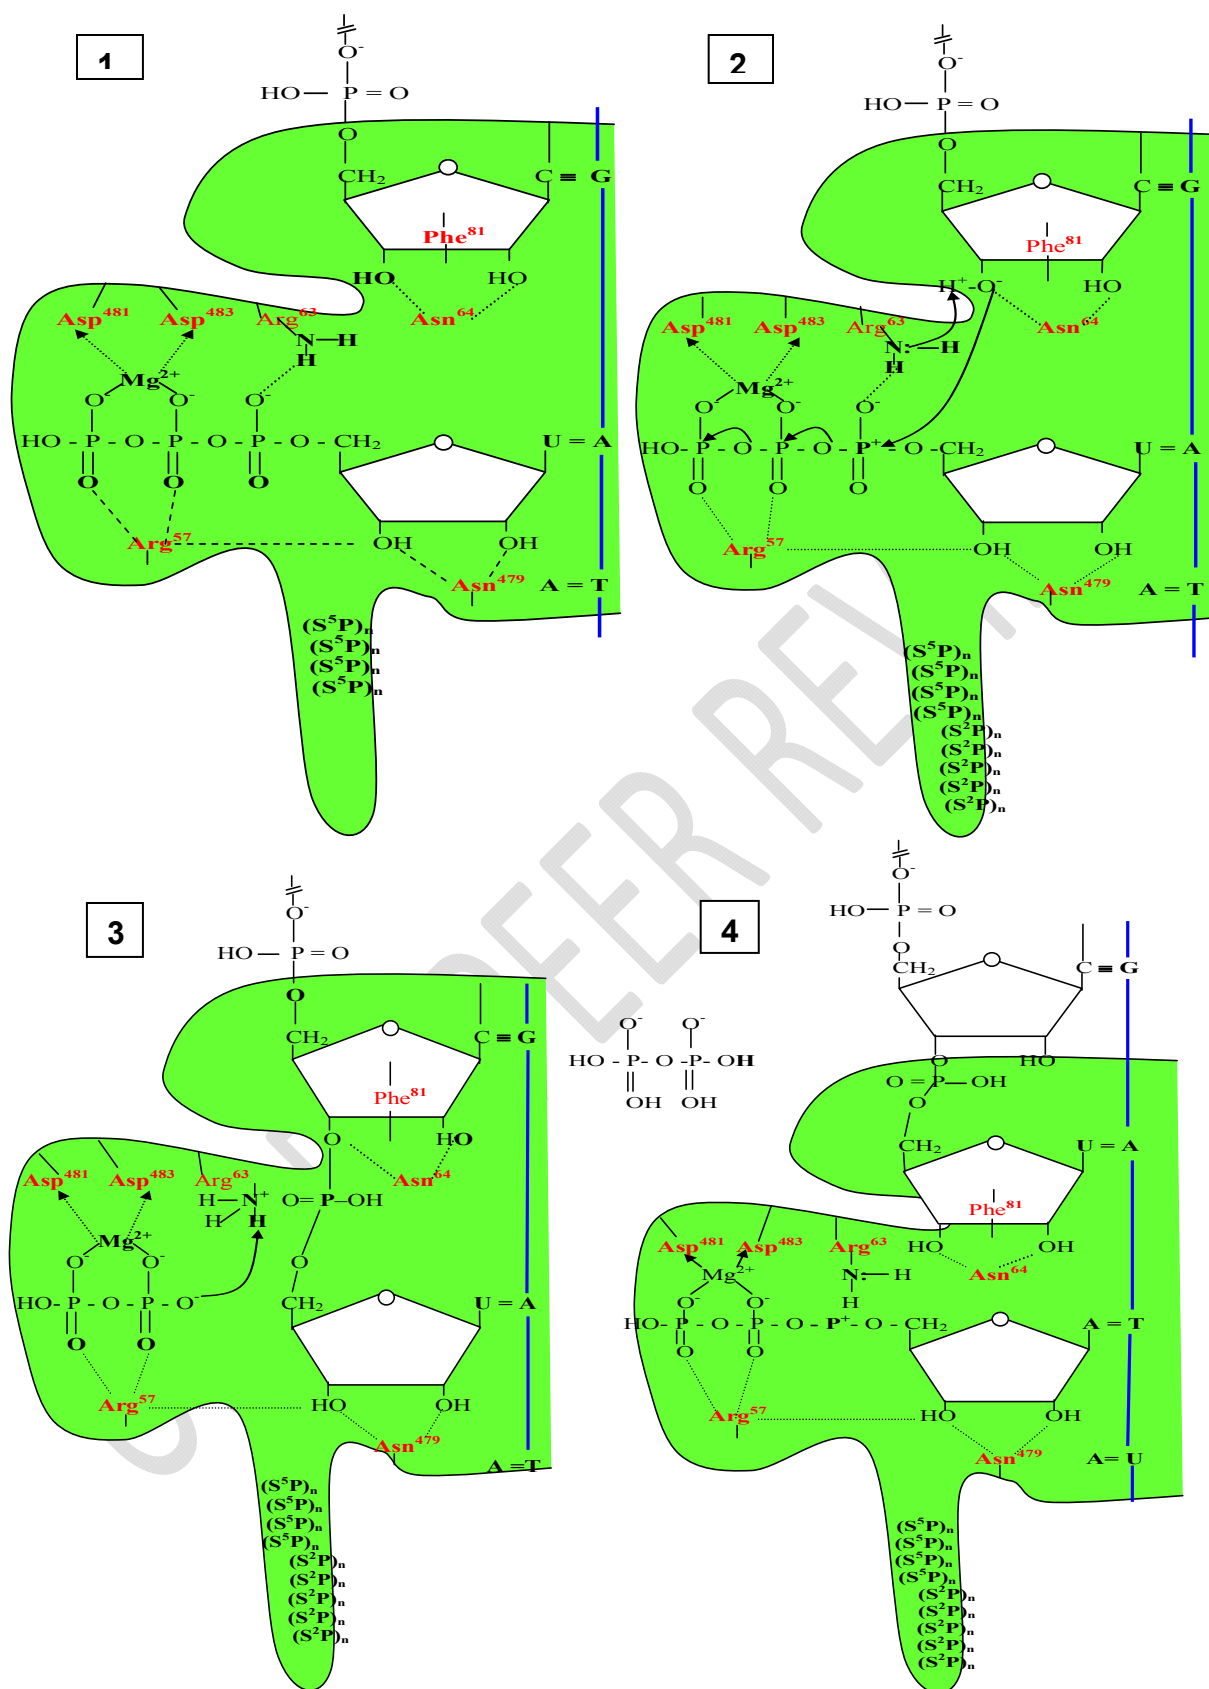 1
O⁻
HO— P = O
O
CH₂
C ≡ G
Phe⁸¹
HO HO
Asp⁴⁸¹ Asp⁴⁸³ Arg⁶³ Asn⁶⁴
N—H
H
Mg²⁺
O⁻ O⁻ O⁻
HO - P - O - P - O - P - O - CH₂ U = A
O O O
Arg⁵⁷ OH OH
Asn⁴⁷⁹ A = T
(S⁵P)ₙ
(S⁵P)ₙ
(S⁵P)ₙ
(S⁵P)ₙ
2
O⁻
HO— P = O
O
CH₂
C ≡ G
Phe⁸¹
H⁺-O⁻ HO
Asp⁴⁸¹ Asp⁴⁸³ Arg⁶³ Asn⁶⁴
N: — H
H
Mg²⁺
O⁻ O⁻ O⁻
HO - P - O - P - O - P⁺ - O - CH₂ U = A
O O O
Arg⁵⁷ OH OH
Asn⁴⁷⁹ A = T
(S⁵P)ₙ
(S⁵P)ₙ
(S⁵P)ₙ
(S⁵P)ₙ
(S²P)ₙ
(S²P)ₙ
(S²P)ₙ
(S²P)ₙ
(S²P)ₙ
3
O⁻
HO — P = O
O
CH₂
C ≡ G
Phe⁸¹
O HO
Asp⁴⁸¹ Asp⁴⁸³ Arg⁶³ Asn⁶⁴
H—N⁺ O= P—OH
H H
Mg²⁺
O⁻ O⁻ O
HO - P - O - P - O⁻ CH₂ U = A
O O
Arg⁵⁷ HO OH
Asn⁴⁷⁹ A =T
(S⁵P)ₙ
(S⁵P)ₙ
(S⁵P)ₙ
(S⁵P)ₙ
(S²P)ₙ
(S²P)ₙ
(S²P)ₙ
(S²P)ₙ
(S²P)ₙ
4
O⁻
HO— P = O
O
CH₂
C ≡ G
O⁻ O⁻
HO - P - O - P - OH
OH OH
O HO
O = P—OH
O
CH₂ U = A
Phe⁸¹
HO OH
Asp⁴⁸¹ Asp⁴⁸³ Arg⁶³ Asn⁶⁴
Mg²⁺ N: — H
H
O⁻ O⁻
HO- P - O - P - O - P⁺ - O - CH₂ A = T
O O
Arg⁵⁷ HO OH
Asn⁴⁷⁹ A= U
(S⁵P)ₙ
(S⁵P)ₙ
(S⁵P)ₙ
(S⁵P)ₙ
(S²P)ₙ
(S²P)ₙ
(S²P)ₙ
(S²P)ₙ
(S²P)ₙ
PEER REV